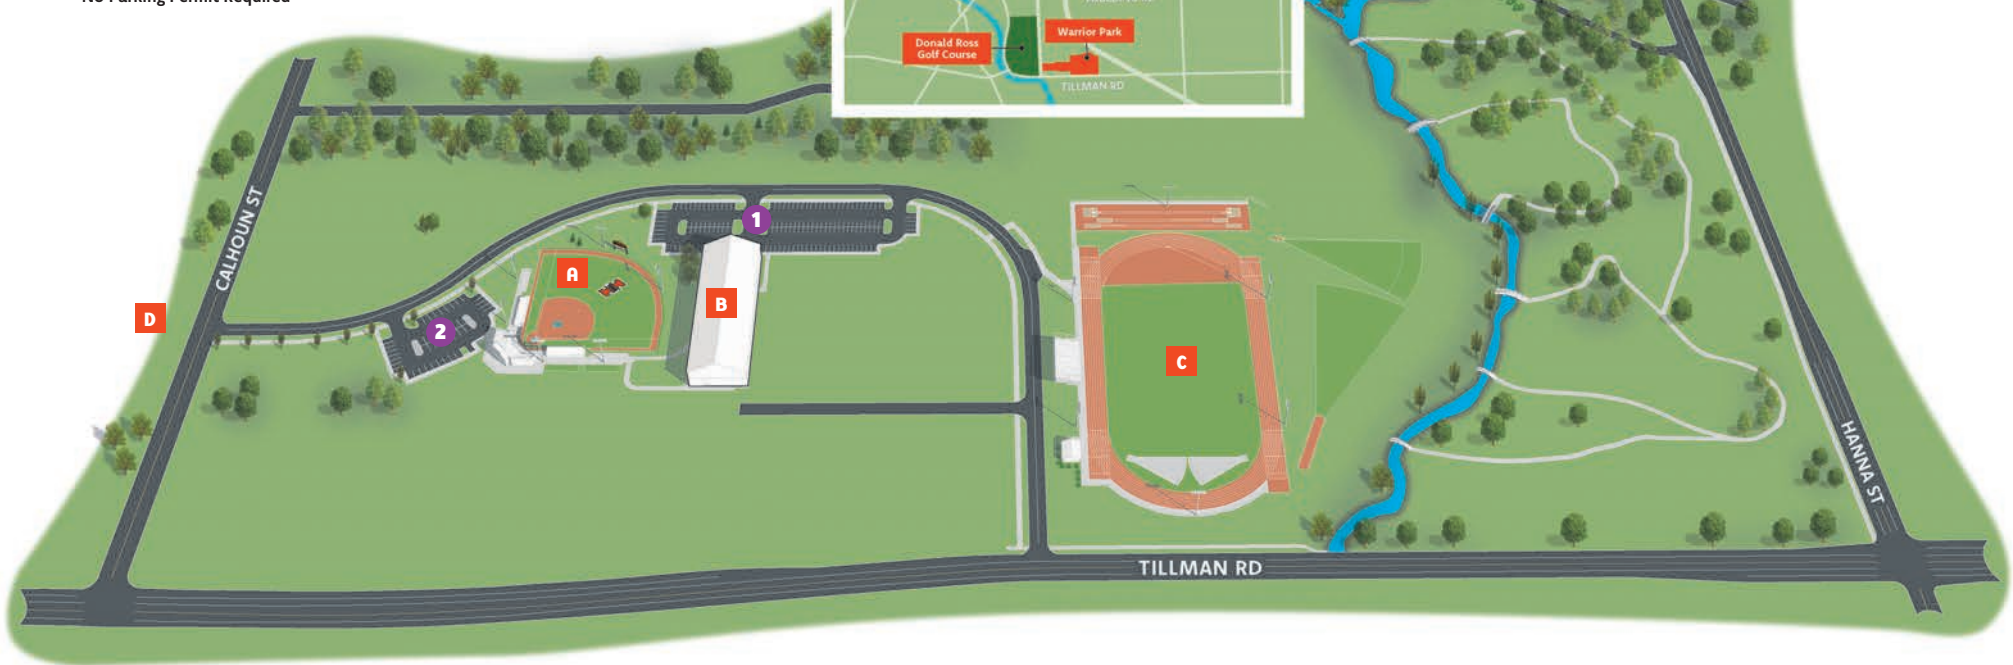 No Parking Permit Required
Donald Ross
Golf Course
Warrior Park
TILLMAN RD
CALHOUN ST
1
A
B
D
2
C
HANNA ST
TILLMAN RD